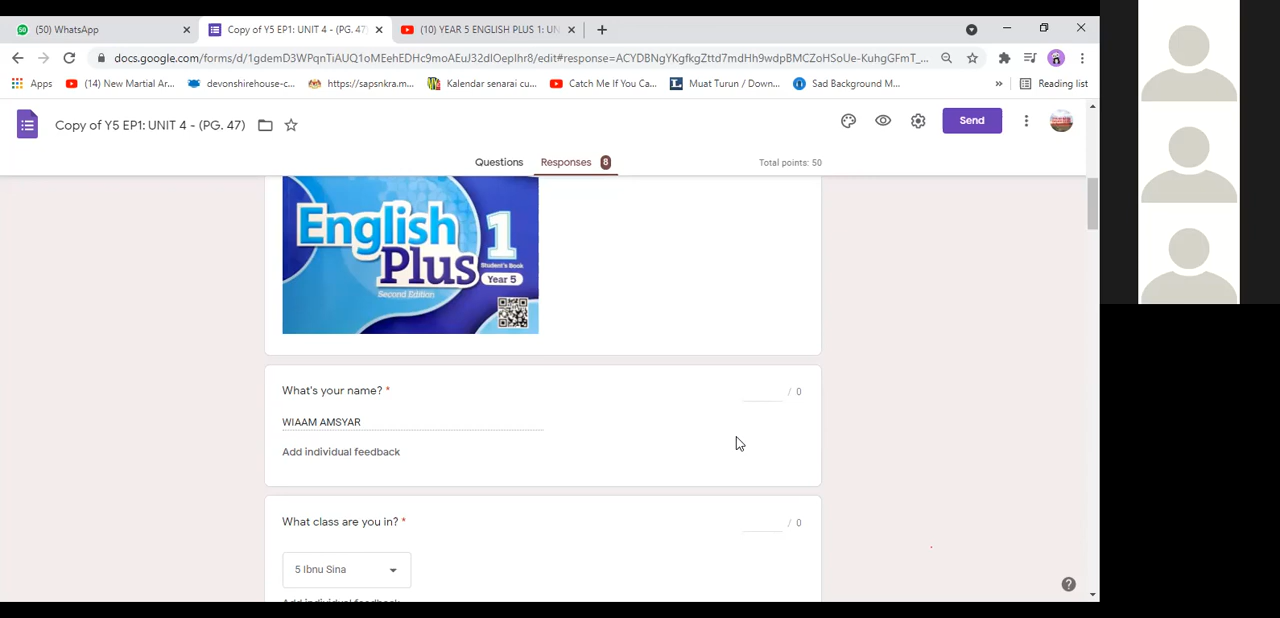 (50) WhatsApp
Copy of Y5 EP1: UNIT 4 - (PG. 47)
(10) YEAR 5 ENGLISH PLUS 1: UN
docs.google.com/forms/d/1gdemD3WPqnTiAUQ1oMEehEDHc9moAEuJ32dIOepIhr8/edit#response=ACYDBNgYKgfkgZttd7mdHh9wdpBMCZoHSoUe-KuhgGFmT_...
Apps
(14) New Martial Ar...
devonshirehouse-c...
https://sapsnkra.m...
Kalendar senarai cu...
Catch Me If You Ca...
Muat Turun / Down...
Sad Background M...
»
Reading list
Copy of Y5 EP1: UNIT 4 - (PG. 47)
Send
Questions
Responses 8
Total points: 50
English Plus 1
Student's Book
Year 5
Second Edition
What's your name? *
/ 0
WIAAM AMSYAR
Add individual feedback
What class are you in? *
/ 0
5 Ibnu Sina
Add individual feedback